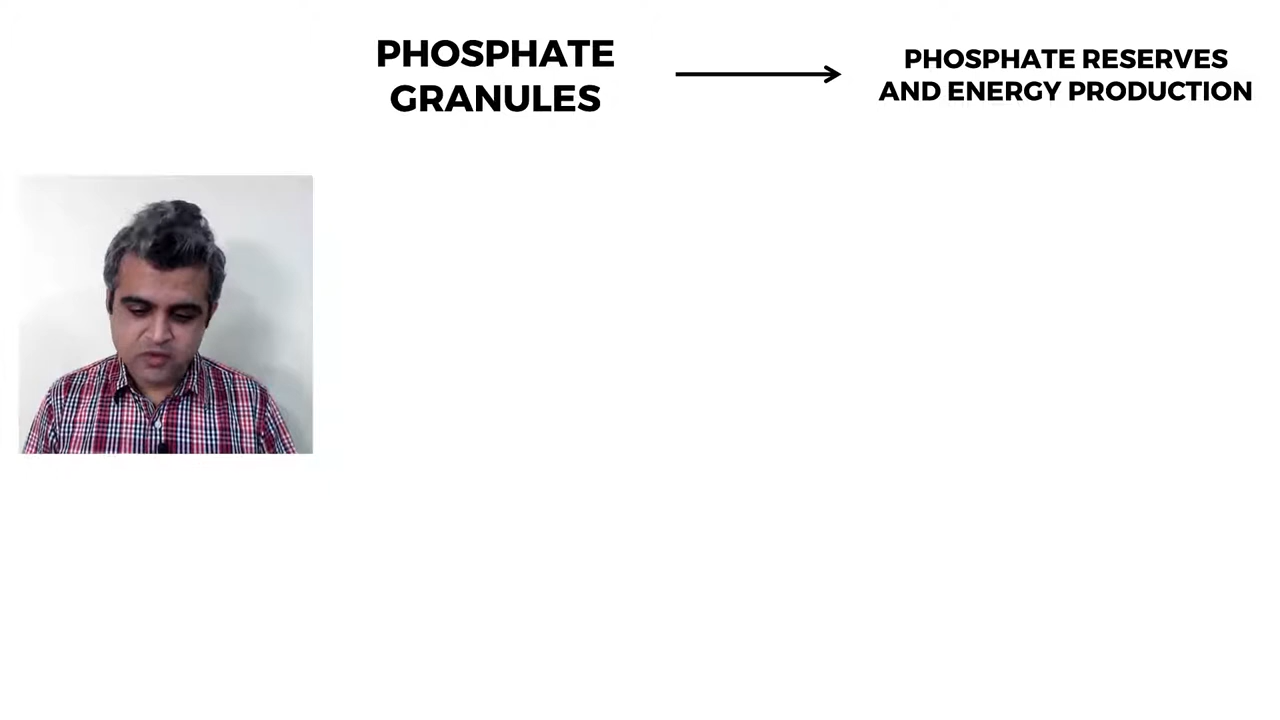 PHOSPHATE
GRANULES
PHOSPHATE RESERVES
AND ENERGY PRODUCTION